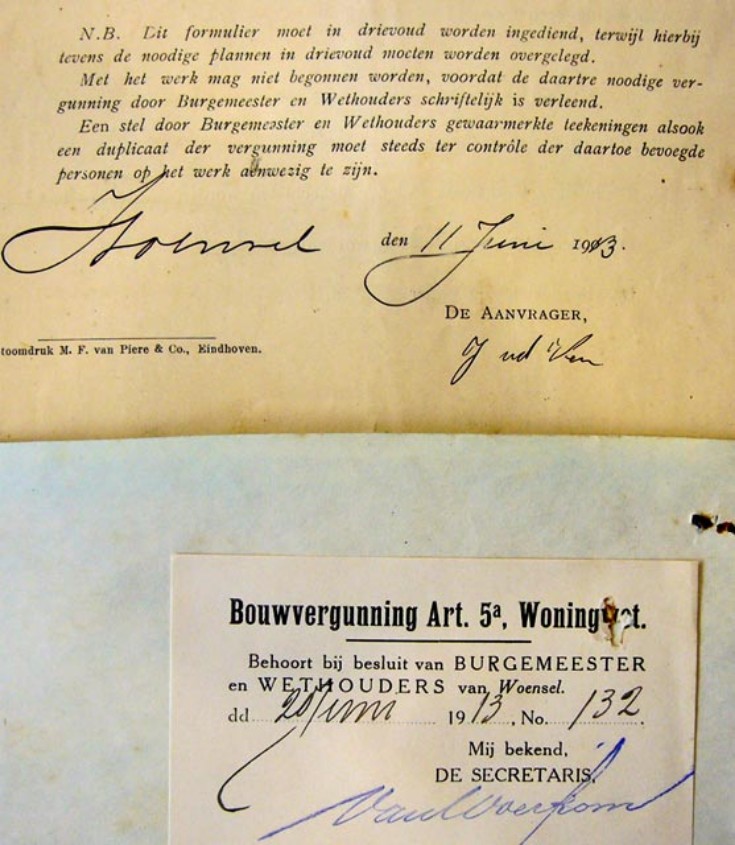 N.B. Dit formulier moet in drievoud worden ingediend, terwijl hierbij
tevens de noodige plannen in drievoud moeten worden overgelegd.
Met het werk mag niet begonnen worden, voordat de daartre noodige ver-
gunning door Burgemeester en Wethouders schriftelijk is verleend.
Een stel door Burgemeester en Wethouders gewaarmerkte teekeningen alsook
een duplicaat der vergunning moet steeds ter contrôle der daartoe bevoegde
personen op het werk aanwezig te zijn.
Woensel den 11 Juni 1913.
DE AANVRAGER,
J vd Ven
toomdruk M. F. van Piere & Co., Eindhoven.
Bouwvergunning Art. 5a, Woningwet.
Behoort bij besluit van BURGEMEESTER
en WETHOUDERS van Woensel.
dd 20 Juni 1913, No. 132.
Mij bekend,
DE SECRETARIS,